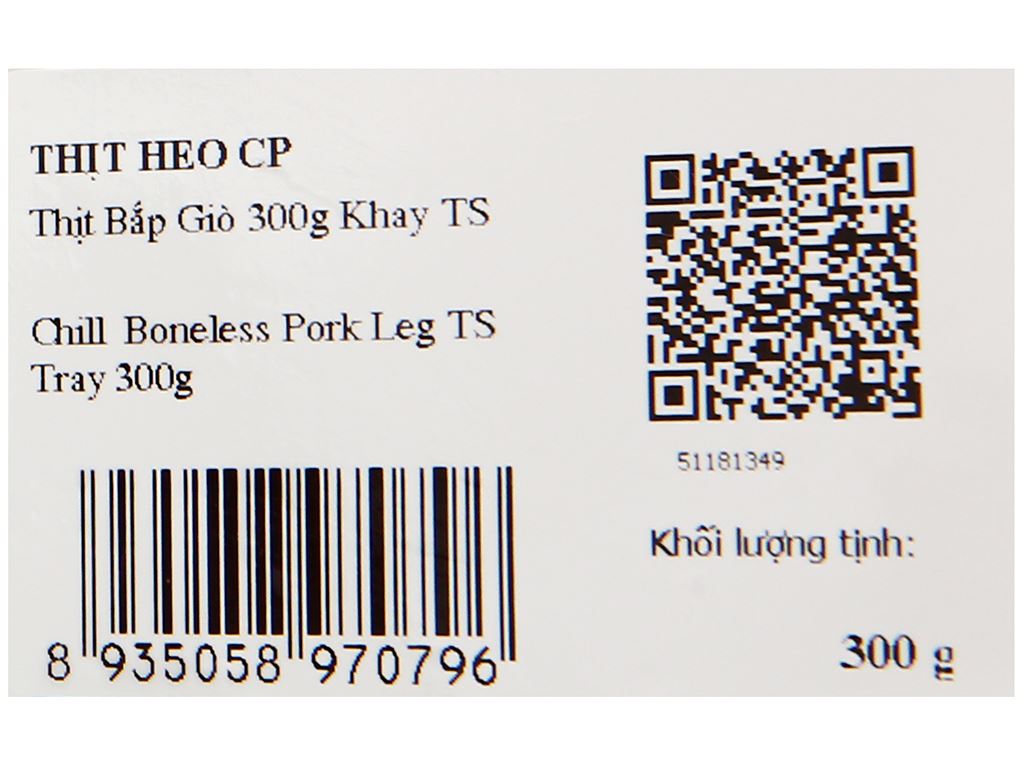 THỊT HEO CP
Thịt Bắp Giò 300g Khay TS
Chill Boneless Pork Leg TS
Tray 300g
8 935058 970796
51181349
Khối lượng tịnh:
300 g